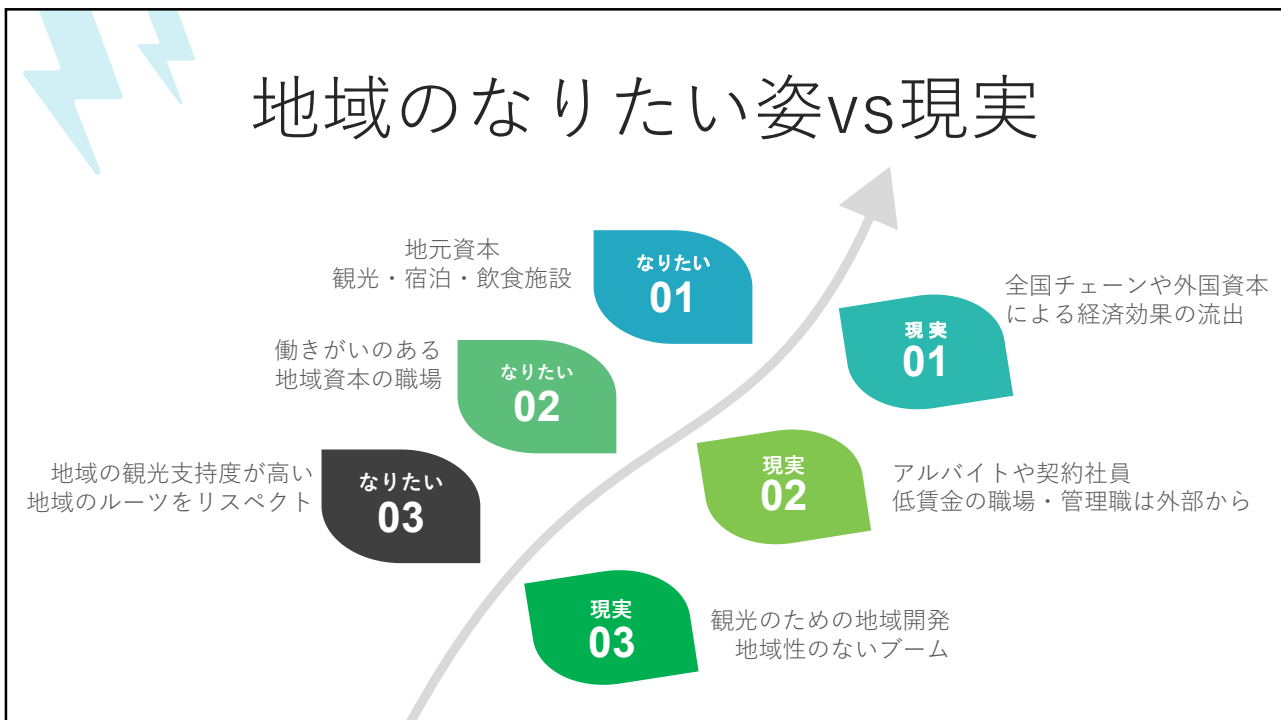 地域のなりたい姿vs現実
地元資本
観光・宿泊・飲食施設
なりたい
01
全国チェーンや外国資本
による経済効果の流出
現実
01
働きがいのある
地域資本の職場
なりたい
02
アルバイトや契約社員
低賃金の職場・管理職は外部から
現実
02
地域の観光支持度が高い
地域のルーツをリスペクト
なりたい
03
現実
03
観光のための地域開発
地域性のないブーム